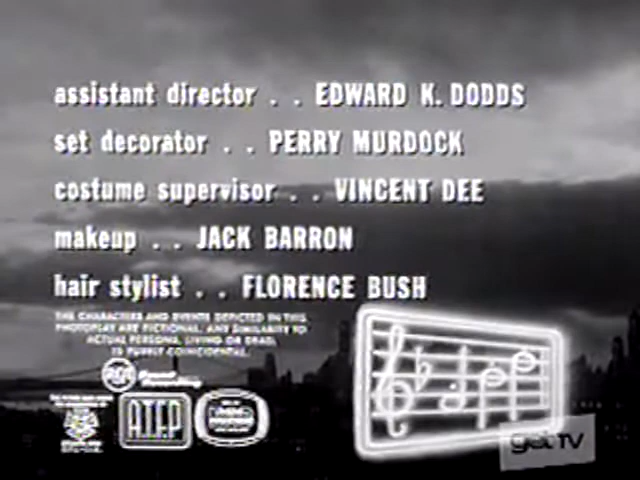 assistant director . . EDWARD K. DODDS
set decorator . . PERRY MURDOCK
costume supervisor . . VINCENT DEE
makeup . . JACK BARRON
hair stylist . . FLORENCE BUSH
THE CHARACTERS AND EVENTS DEPICTED IN THIS
PHOTOPLAY ARE FICTIONAL. ANY SIMILARITY TO
ACTUAL PERSONS, LIVING OR DEAD,
IS PURELY COINCIDENTAL.
RCA Sound
A.T.F.P
getTV